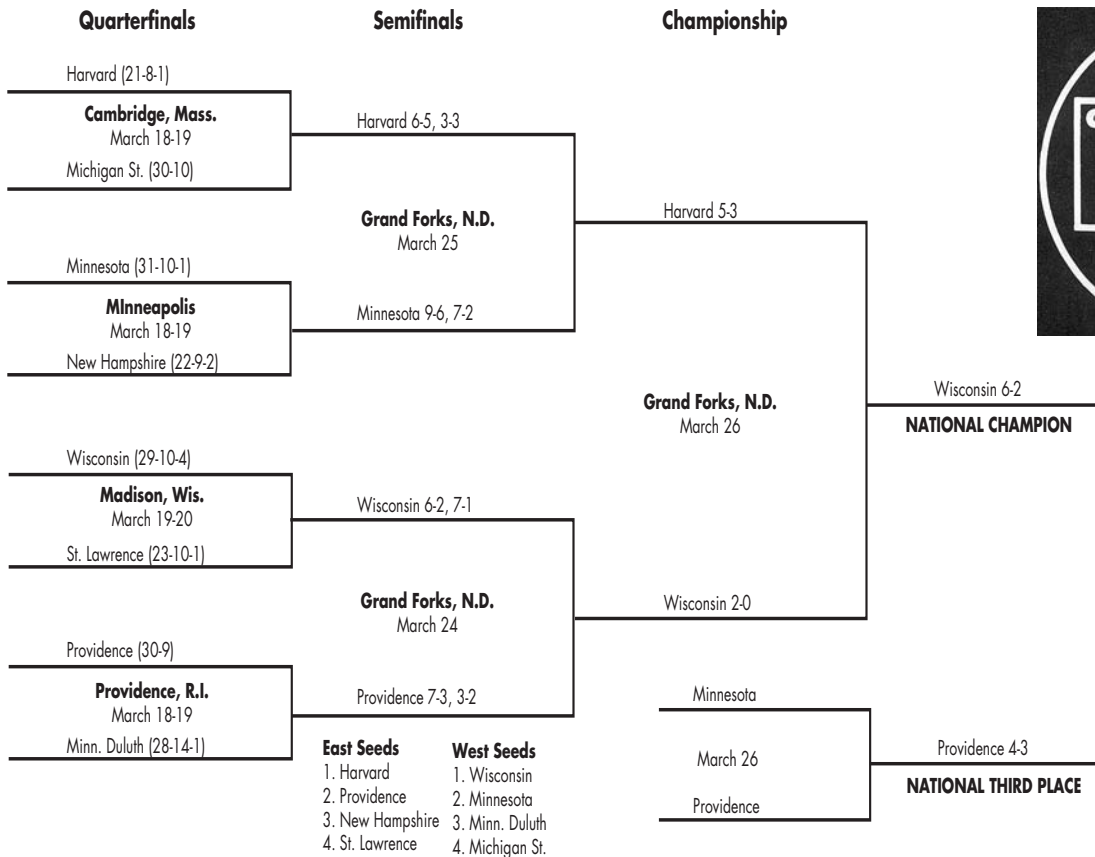 Quarterfinals
Semifinals
Championship
Harvard (21-8-1)
Cambridge, Mass.
March 18-19
Michigan St. (30-10)
Minnesota (31-10-1)
MInneapolis
March 18-19
New Hampshire (22-9-2)
Wisconsin (29-10-4)
Madison, Wis.
March 19-20
St. Lawrence (23-10-1)
Providence (30-9)
Providence, R.I.
March 18-19
Minn. Duluth (28-14-1)
Harvard 6-5, 3-3
Grand Forks, N.D.
March 25
Minnesota 9-6, 7-2
Wisconsin 6-2, 7-1
Grand Forks, N.D.
March 24
Providence 7-3, 3-2
East Seeds
1. Harvard
2. Providence
3. New Hampshire
4. St. Lawrence
West Seeds
1. Wisconsin
2. Minnesota
3. Minn. Duluth
4. Michigan St.
Harvard 5-3
Grand Forks, N.D.
March 26
Wisconsin 2-0
Wisconsin 6-2
NATIONAL CHAMPION
Minnesota
March 26
Providence
Providence 4-3
NATIONAL THIRD PLACE